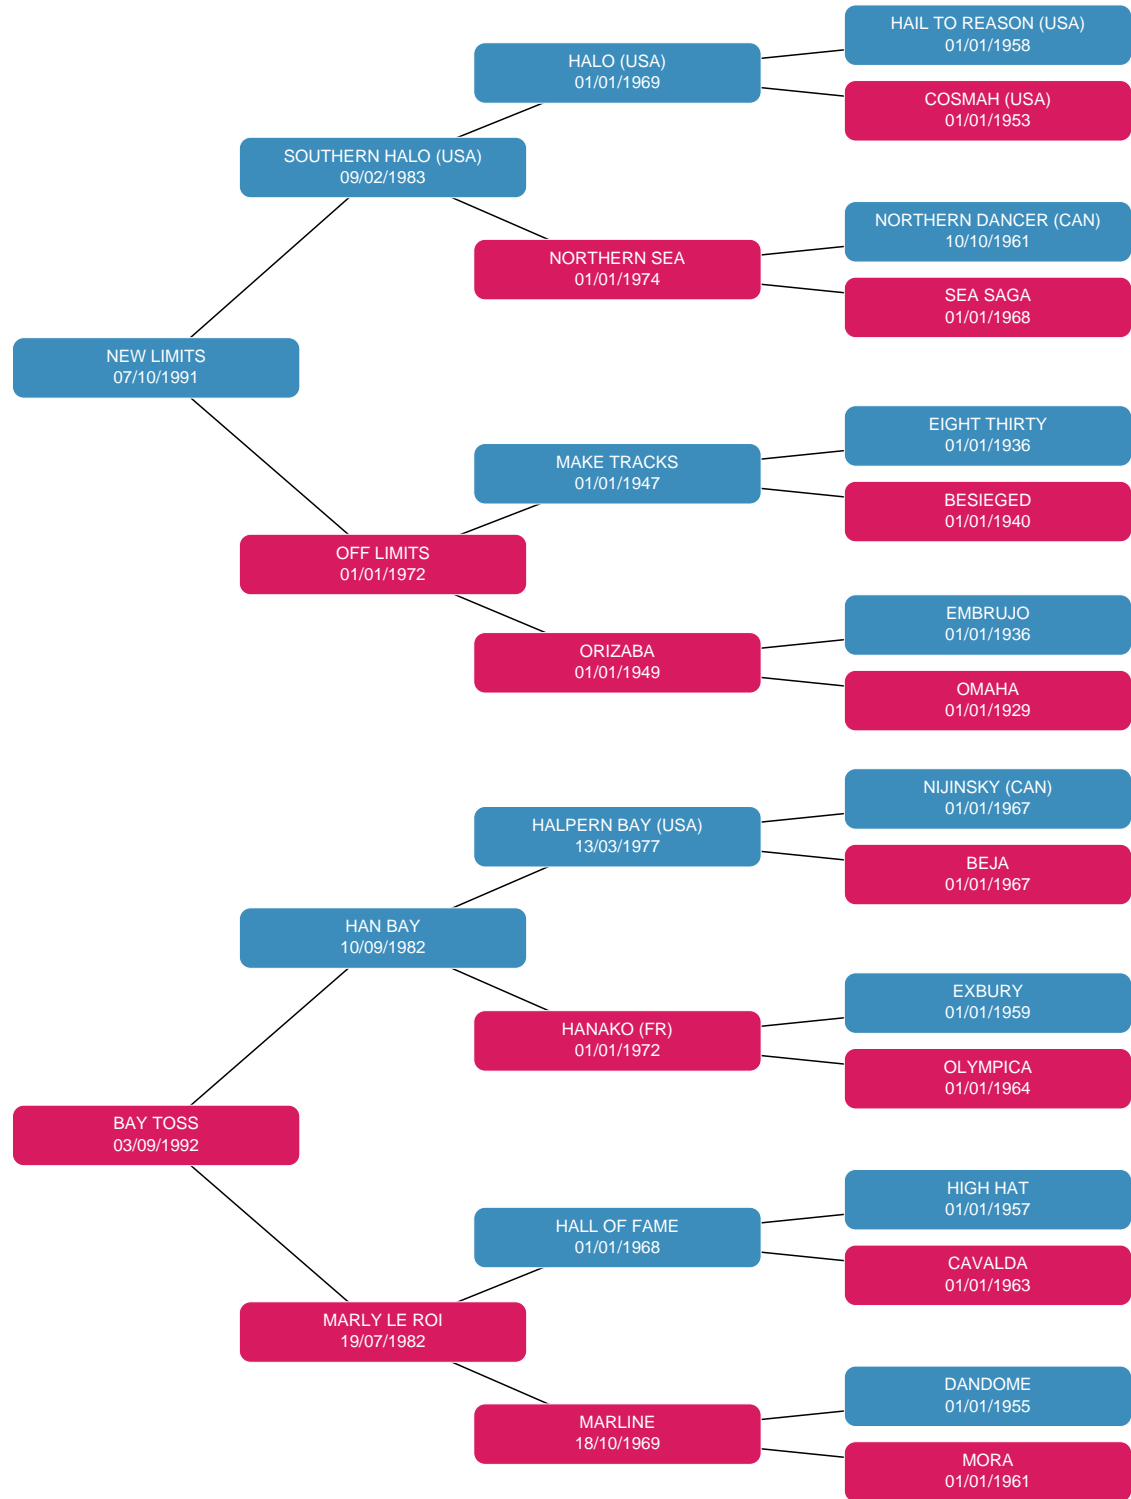 HAIL TO REASON (USA)
01/01/1958
HALO (USA)
01/01/1969
COSMAH (USA)
01/01/1953
SOUTHERN HALO (USA)
09/02/1983
NORTHERN DANCER (CAN)
10/10/1961
NORTHERN SEA
01/01/1974
SEA SAGA
01/01/1968
NEW LIMITS
07/10/1991
EIGHT THIRTY
01/01/1936
MAKE TRACKS
01/01/1947
BESIEGED
01/01/1940
OFF LIMITS
01/01/1972
EMBRUJO
01/01/1936
ORIZABA
01/01/1949
OMAHA
01/01/1929
NIJINSKY (CAN)
01/01/1967
HALPERN BAY (USA)
13/03/1977
BEJA
01/01/1967
HAN BAY
10/09/1982
EXBURY
01/01/1959
HANAKO (FR)
01/01/1972
OLYMPICA
01/01/1964
BAY TOSS
03/09/1992
HIGH HAT
01/01/1957
HALL OF FAME
01/01/1968
CAVALDA
01/01/1963
MARLY LE ROI
19/07/1982
DANDOME
01/01/1955
MARLINE
18/10/1969
MORA
01/01/1961